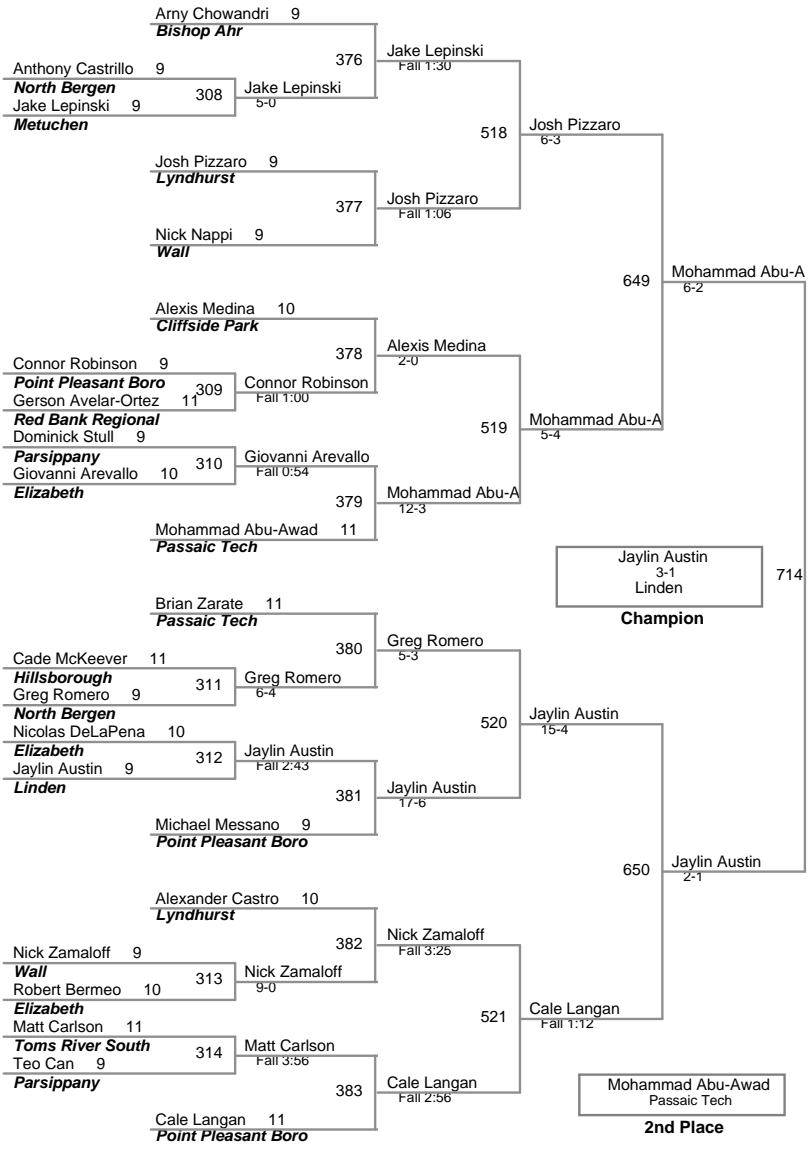 Arny Chowandri 9
Bishop Ahr
376
Jake Lepinski
Fall 1:30
Anthony Castrillo 9
North Bergen
308
Jake Lepinski
5-0
Jake Lepinski 9
Metuchen
518
Josh Pizzaro
6-3
Josh Pizzaro 9
Lyndhurst
377
Josh Pizzaro
Fall 1:06
Nick Nappi 9
Wall
649
Mohammad Abu-A
6-2
Alexis Medina 10
Cliffside Park
378
Alexis Medina
2-0
Connor Robinson 9
Point Pleasant Boro
309
Connor Robinson
Fall 1:00
Gerson Avelar-Ortez 11
Red Bank Regional
519
Mohammad Abu-A
5-4
Dominick Stull 9
Parsippany
310
Giovanni Arevallo
Fall 0:54
Giovanni Arevallo 10
Elizabeth
379
Mohammad Abu-A
12-3
Mohammad Abu-Awad 11
Passaic Tech
Jaylin Austin
3-1
Linden
714
Champion
Brian Zarate 11
Passaic Tech
380
Greg Romero
5-3
Cade McKeever 11
Hillsborough
311
Greg Romero
6-4
Greg Romero 9
North Bergen
520
Jaylin Austin
15-4
Nicolas DeLaPena 10
Elizabeth
312
Jaylin Austin
Fall 2:43
Jaylin Austin 9
Linden
381
Jaylin Austin
17-6
Michael Messano 9
Point Pleasant Boro
650
Jaylin Austin
2-1
Alexander Castro 10
Lyndhurst
382
Nick Zamaloff
Fall 3:25
Nick Zamaloff 9
Wall
313
Nick Zamaloff
9-0
Robert Bermeo 10
Elizabeth
521
Cale Langan
Fall 1:12
Matt Carlson 11
Toms River South
314
Matt Carlson
Fall 3:56
Teo Can 9
Parsippany
383
Cale Langan
Fall 2:56
Cale Langan 11
Point Pleasant Boro
Mohammad Abu-Awad
Passaic Tech
2nd Place